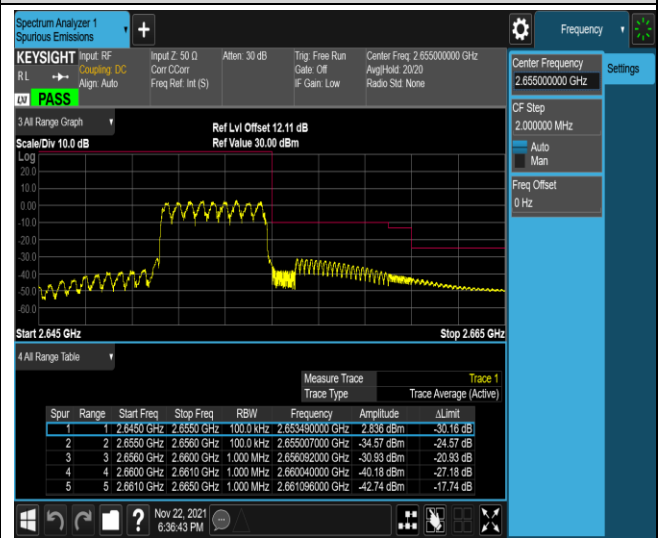 Spectrum Analyzer 1
Spurious Emissions
Frequency
KEYSIGHT Input: RF Input Z: 50 Ω Atten: 30 dB Trig: Free Run Center Freq: 2.655000000 GHz
RL Coupling: DC Corr CCorr Gate: Off Avg|Hold: 20/20
Align: Auto Freq Ref: Int (S) IF Gain: Low Radio Std: None
LXI PASS
Center Frequency
2.655000000 GHz
Settings
CF Step
2.000000 MHz
Auto
Man
Freq Offset
0 Hz
3 All Range Graph
Ref Lvl Offset 12.11 dB
Scale/Div 10.0 dB Ref Value 30.00 dBm
Log
20.0
10.0
0.00
-10.0
-20.0
-30.0
-40.0
-50.0
-60.0
Start 2.645 GHz Stop 2.665 GHz
4 All Range Table
Measure Trace Trace 1
Trace Type Trace Average (Active)
Spur Range Start Freq Stop Freq RBW Frequency Amplitude ΔLimit
1 1 2.6450 GHz 2.6550 GHz 100.0 kHz 2.653490000 GHz 2.836 dBm -30.16 dB
2 2 2.6550 GHz 2.6560 GHz 100.0 kHz 2.655007000 GHz -34.57 dBm -24.57 dB
3 3 2.6560 GHz 2.6600 GHz 1.000 MHz 2.656092000 GHz -30.93 dBm -20.93 dB
4 4 2.6600 GHz 2.6610 GHz 1.000 MHz 2.660040000 GHz -40.18 dBm -27.18 dB
5 5 2.6610 GHz 2.6650 GHz 1.000 MHz 2.661096000 GHz -42.74 dBm -17.74 dB
Nov 22, 2021
6:36:43 PM